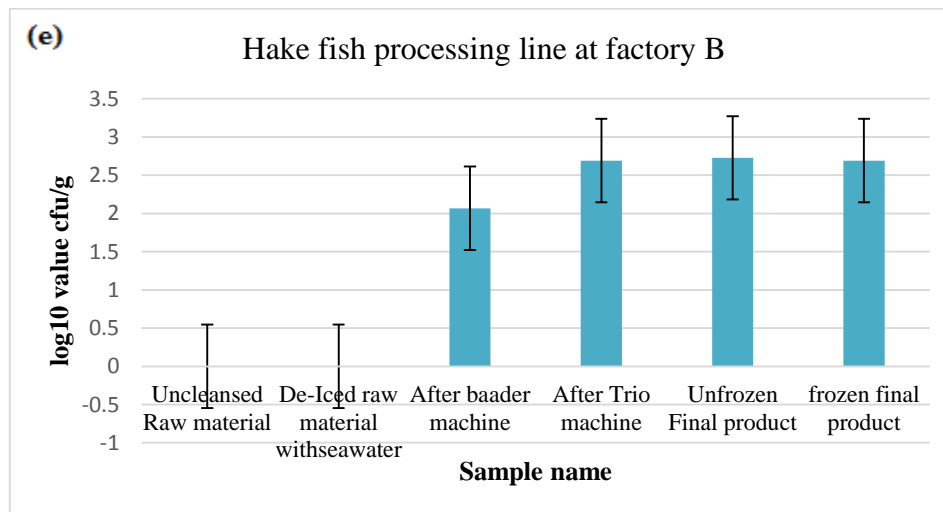 (e)
Hake fish processing line at factory B
log10 value cfu/g
3.5
3
2.5
2
1.5
1
0.5
0
-0.5
-1
Uncleansed
Raw material
De-Iced raw
material
withseawater
After baader
machine
After Trio
machine
Unfrozen
Final product
frozen final
product
Sample name